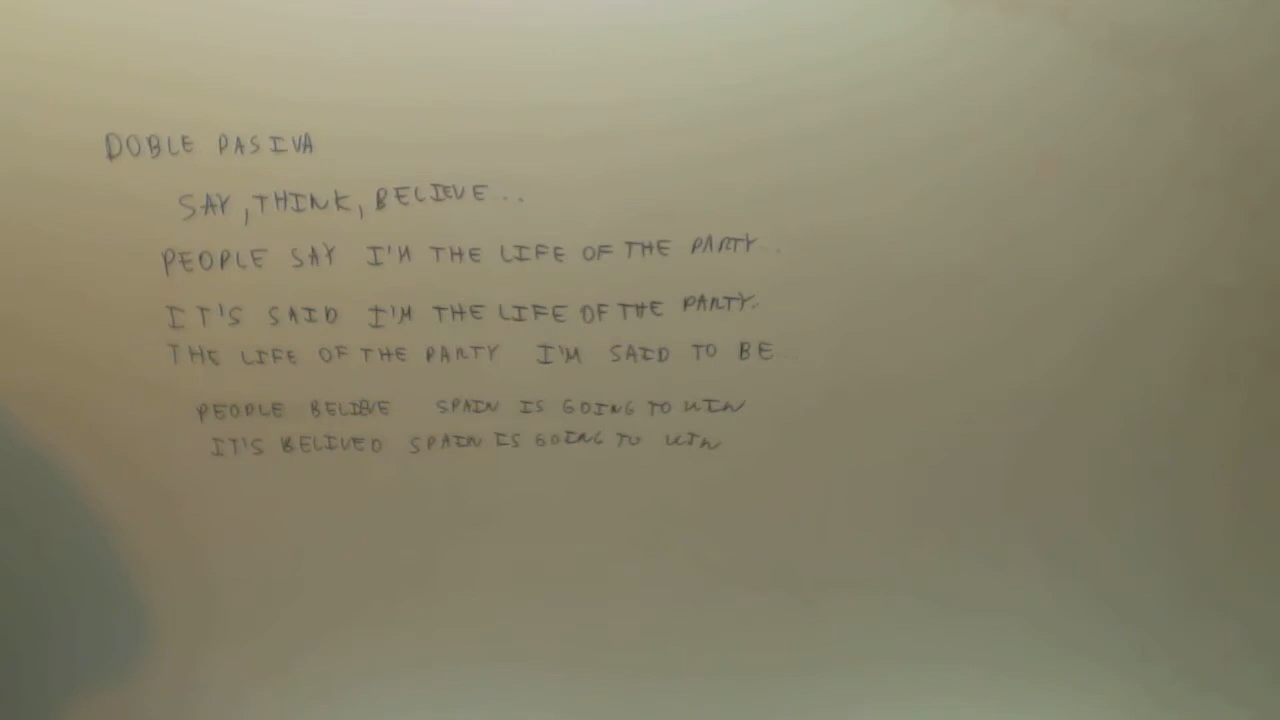 DOBLE PASIVA
SAY, THINK, BELIEVE..
PEOPLE SAY I'M THE LIFE OF THE PARTY.
IT'S SAID I'M THE LIFE OF THE PARTY.
THE LIFE OF THE PARTY I'M SAID TO BE
PEOPLE BELIEVE SPAIN IS GOING TO WIN
IT'S BELIVED SPAIN IS GOING TO WIN